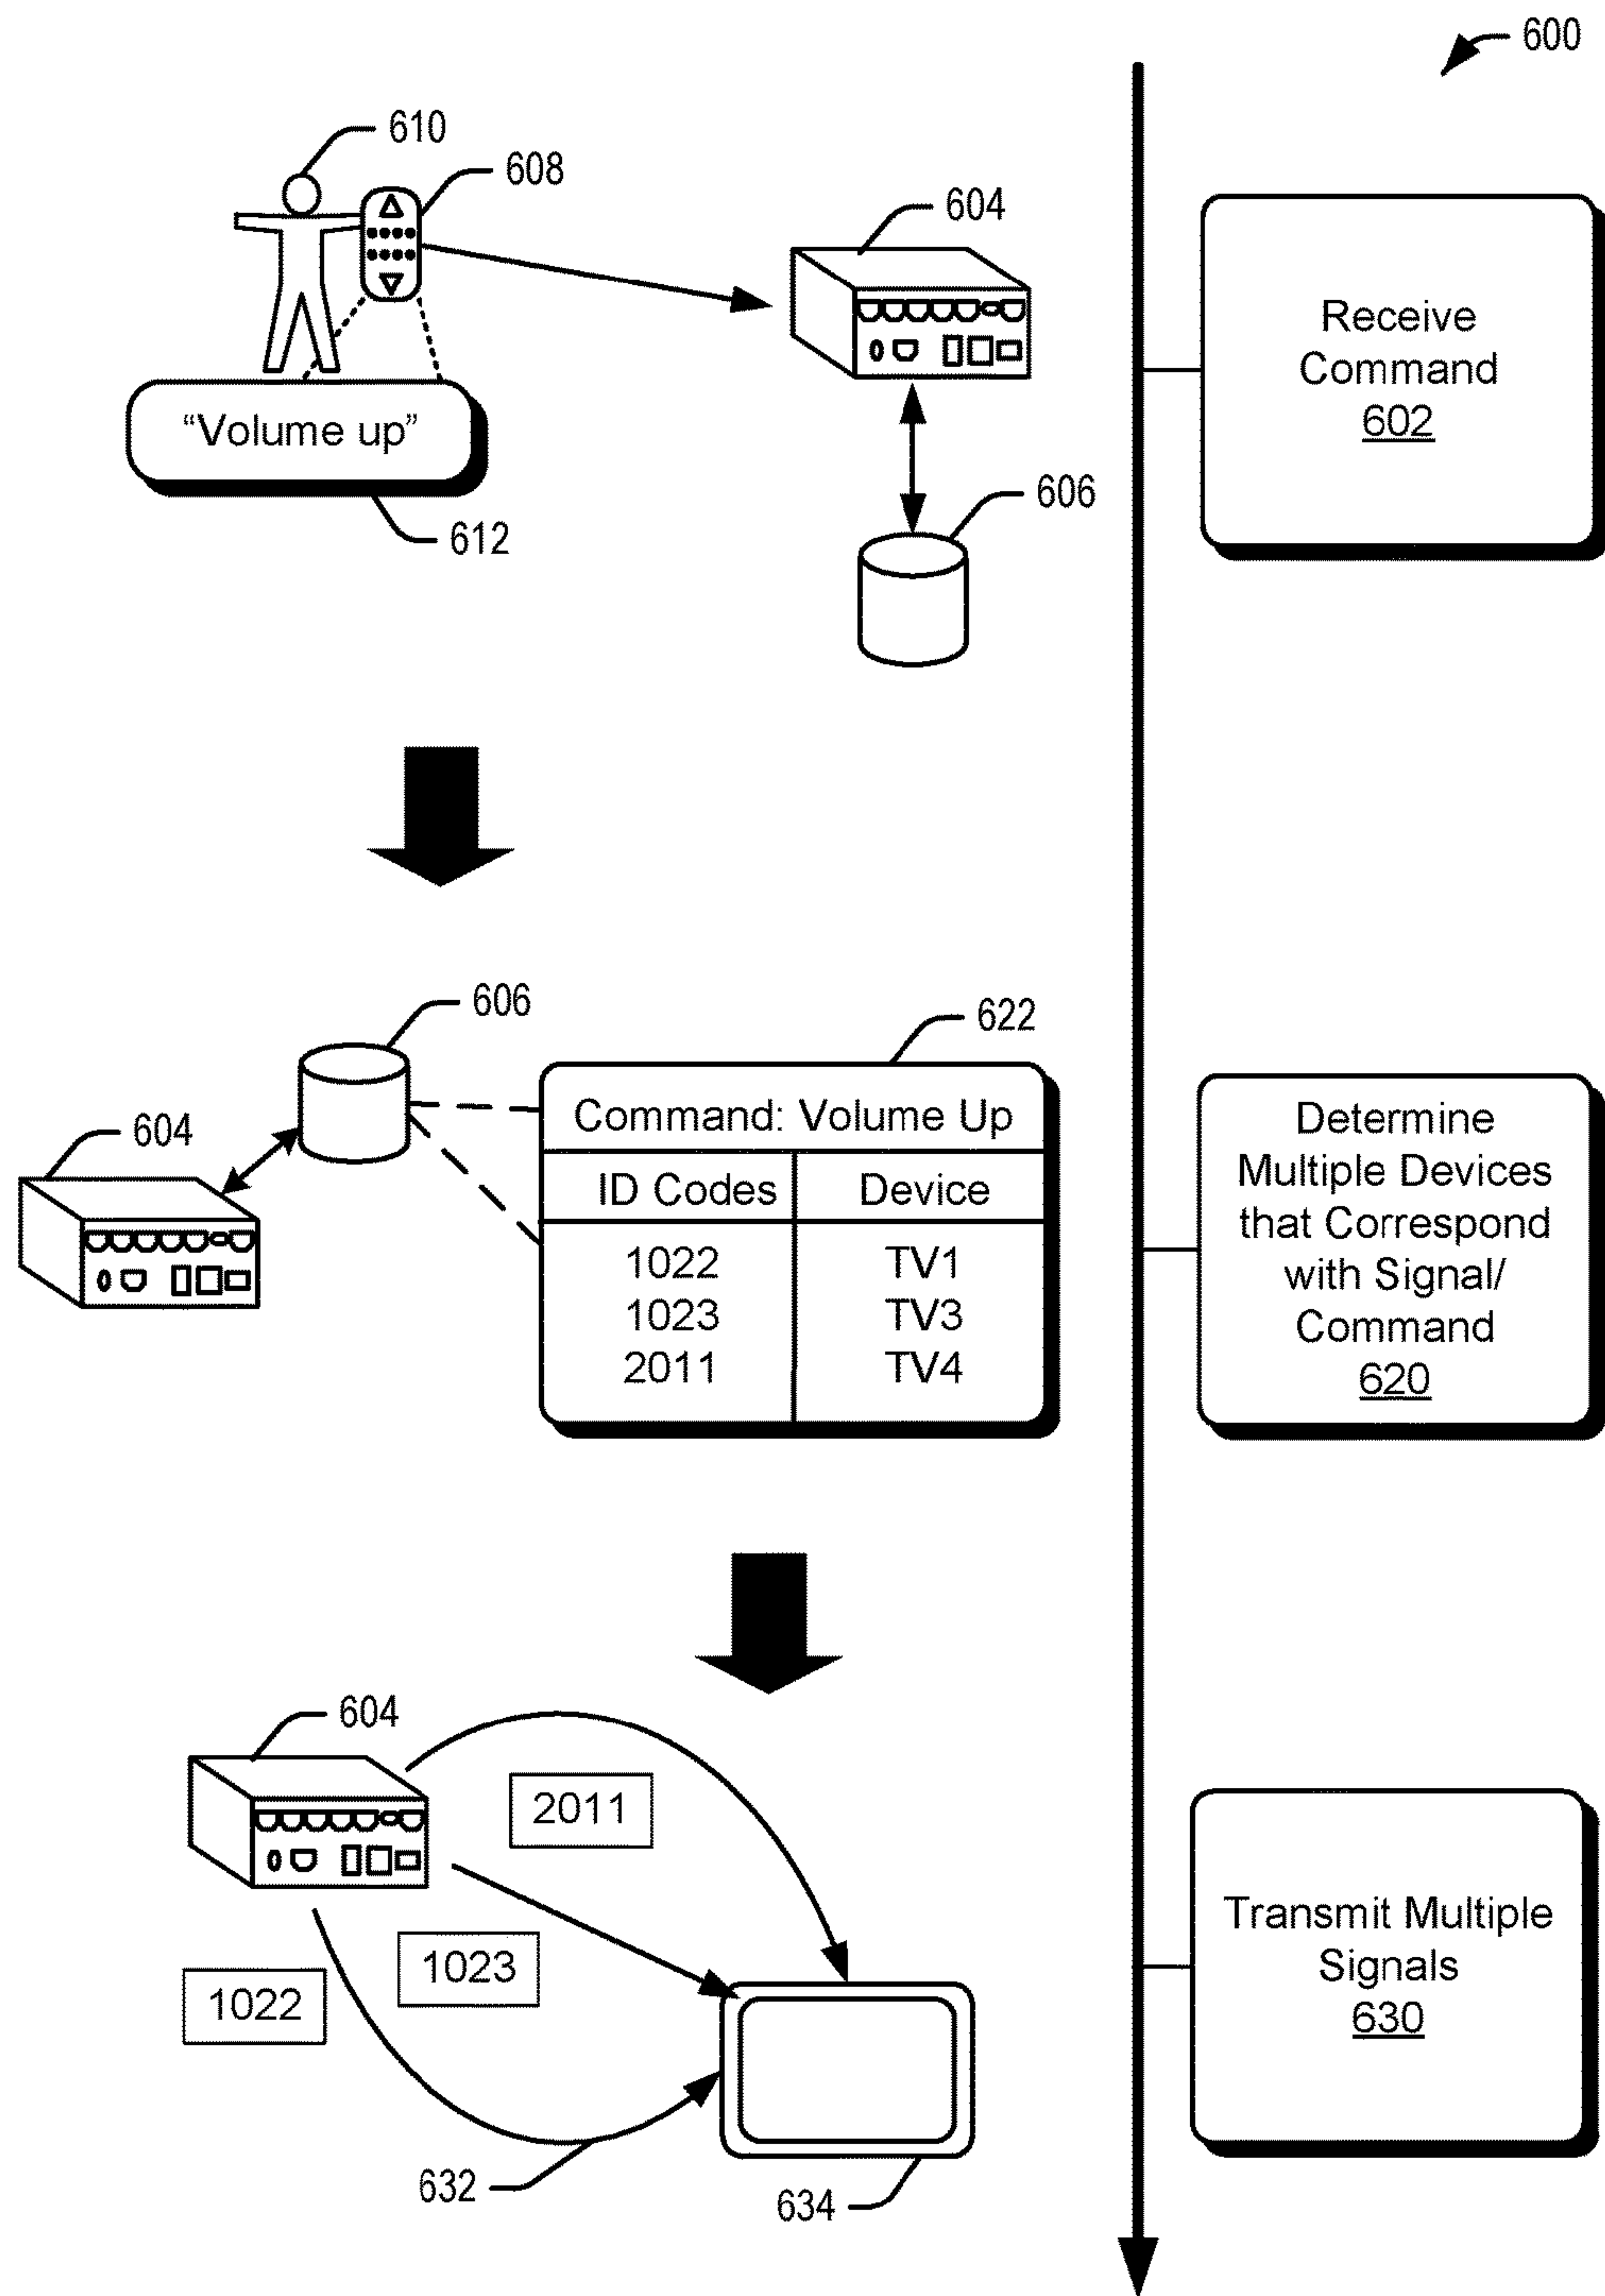 600
610
608
604
"Volume up"
612
606
Receive
Command
602
606
622
604
Command: Volume Up
ID Codes Device
1022 TV1
1023 TV3
2011 TV4
Determine
Multiple Devices
that Correspond
with Signal/
Command
620
604
2011
1023
1022
632
634
Transmit Multiple
Signals
630